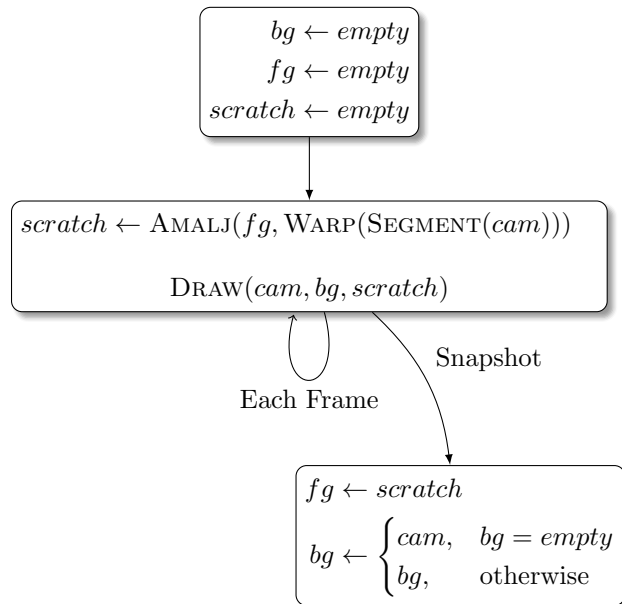 bg ← empty
fg ← empty
scratch ← empty
scratch ← AMALJ(fg, WARP(SEGMENT(cam)))
DRAW(cam, bg, scratch)
Snapshot
Each Frame
fg ← scratch
bg ← { cam, bg = empty
bg, otherwise